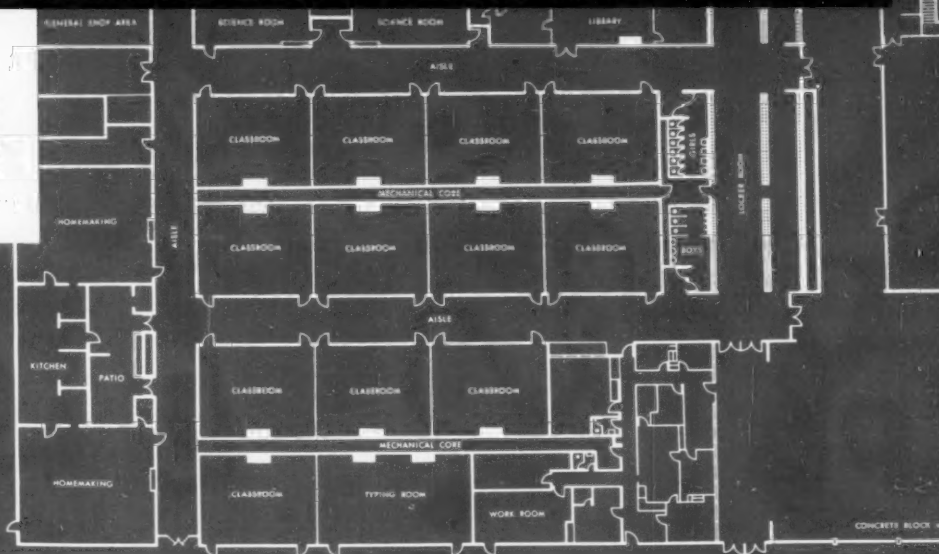 GENERAL SHOP AREA
SCIENCE ROOM
SCIENCE ROOM
LIBRARY
AISLE
CLASSROOM
CLASSROOM
CLASSROOM
CLASSROOM
GIRLS
MECHANICAL CORE
LOCKER ROOM
HOMEMAKING
AISLE
CLASSROOM
CLASSROOM
CLASSROOM
CLASSROOM
BOYS
AISLE
KITCHEN
PATIO
CLASSROOM
CLASSROOM
CLASSROOM
MECHANICAL CORE
HOMEMAKING
CLASSROOM
TYPING ROOM
WORK ROOM
CONCRETE BLOCK